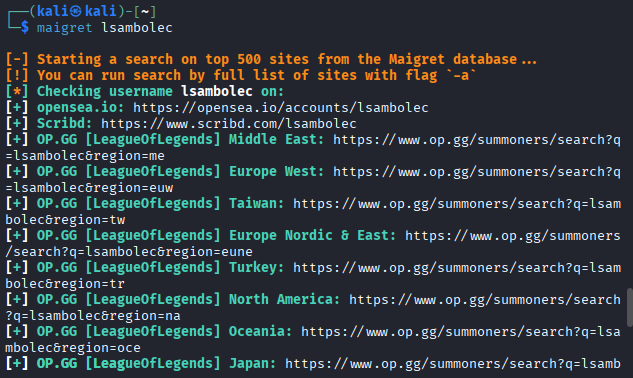 ┌──(kali㉿kali)-[~]
└─$ maigret lsambolec
[-] Starting a search on top 500 sites from the Maigret database...
[!] You can run search by full list of sites with flag `-a`
[*] Checking username lsambolec on:
[+] opensea.io: https://opensea.io/accounts/lsambolec
[+] Scribd: https://www.scribd.com/lsambolec
[+] OP.GG [LeagueOfLegends] Middle East: https://www.op.gg/summoners/search?q
=lsambolec&region=me
[+] OP.GG [LeagueOfLegends] Europe West: https://www.op.gg/summoners/search?q
=lsambolec&region=euw
[+] OP.GG [LeagueOfLegends] Taiwan: https://www.op.gg/summoners/search?q=lsam
bolec&region=tw
[+] OP.GG [LeagueOfLegends] Europe Nordic & East: https://www.op.gg/summoners
/search?q=lsambolec&region=eune
[+] OP.GG [LeagueOfLegends] Turkey: https://www.op.gg/summoners/search?q=lsam
bolec&region=tr
[+] OP.GG [LeagueOfLegends] North America: https://www.op.gg/summoners/search
?q=lsambolec&region=na
[+] OP.GG [LeagueOfLegends] Oceania: https://www.op.gg/summoners/search?q=lsa
mbolec&region=oce
[+] OP.GG [LeagueOfLegends] Japan: https://www.op.gg/summoners/search?q=lsamb